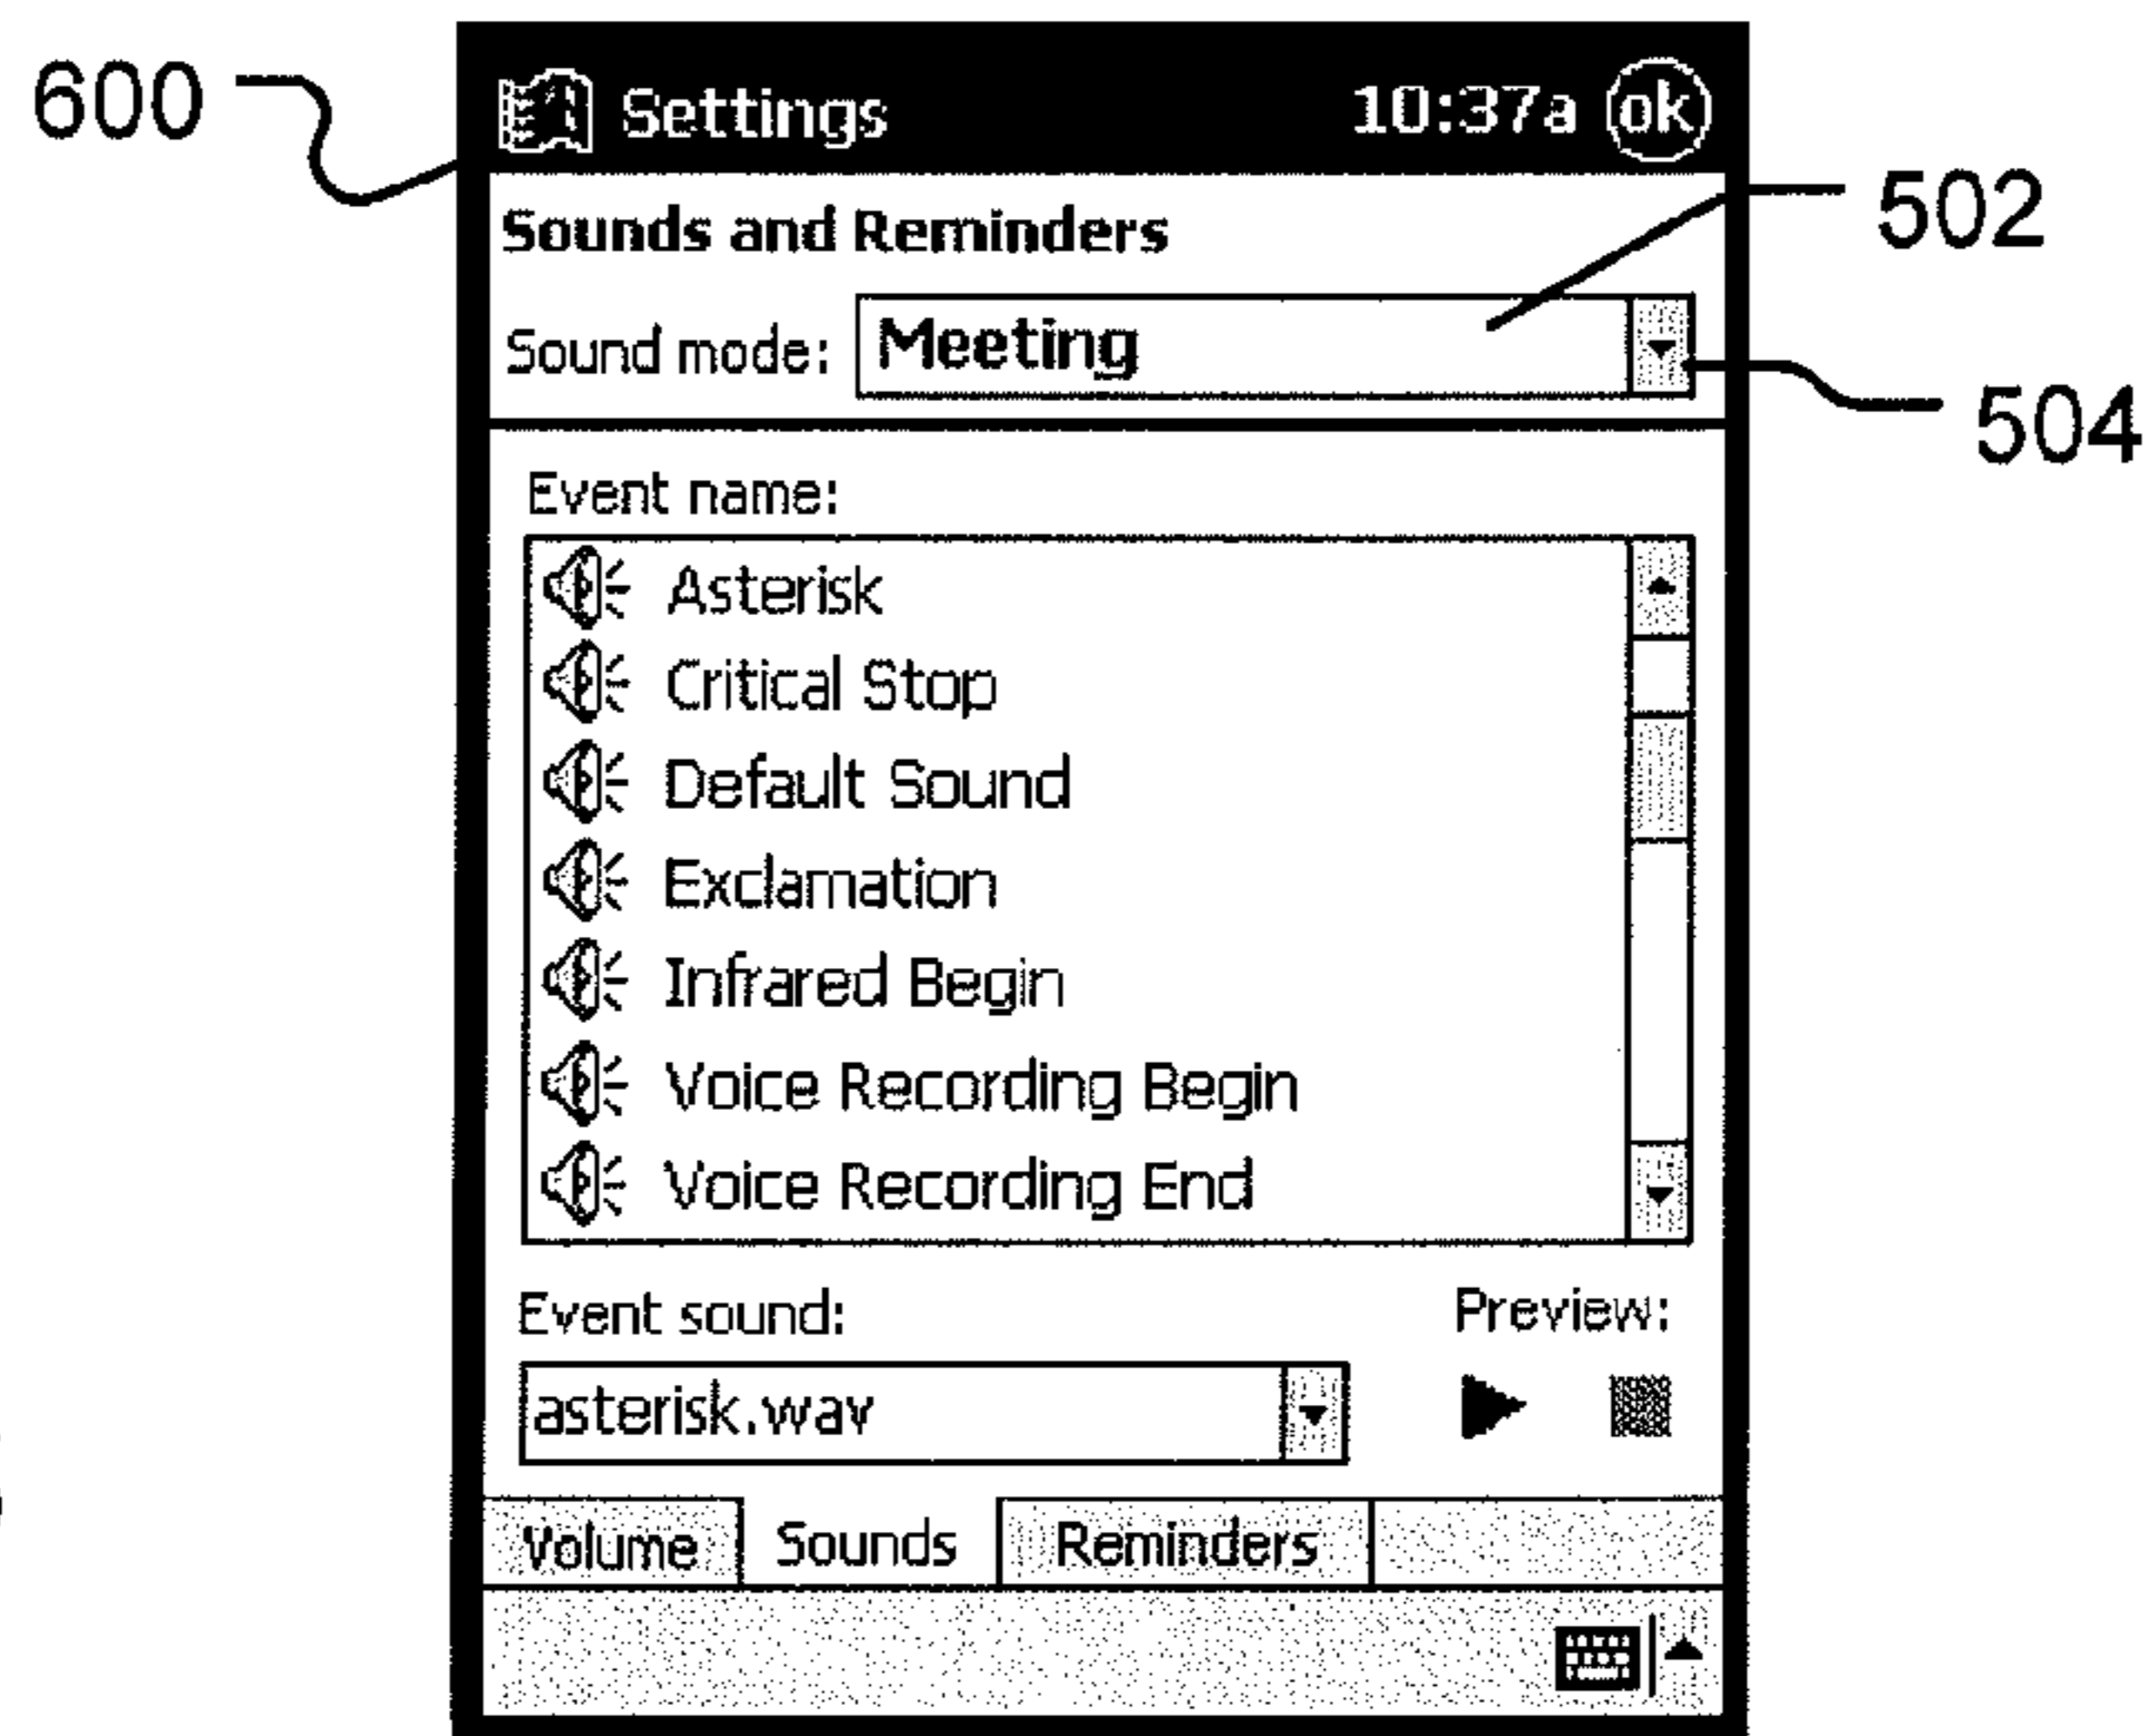 600
Settings 10:37a ok
502
Sounds and Reminders
Sound mode: Meeting
504
Event name:
Asterisk
Critical Stop
Default Sound
Exclamation
Infrared Begin
Voice Recording Begin
Voice Recording End
Event sound: Preview:
asterisk.wav
Volume Sounds Reminders